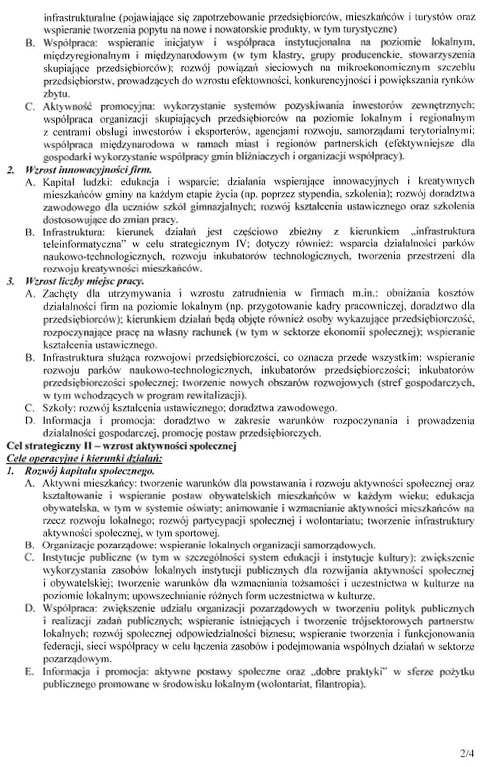 infrastrukturalne (pojawiające się zapotrzebowanie przedsiębiorców, mieszkańców i turystów oraz
wspieranie tworzenia popytu na nowe i nowatorskie produkty, w tym turystyczne)
B. Współpraca: wspieranie inicjatyw i współpraca instytucjonalna na poziomie lokalnym,
międzyregionalnym i międzynarodowym (w tym klastry, grupy producenckie, stowarzyszenia
skupiające przedsiębiorców); rozwój powiązań sieciowych na mikroekonomicznym szczeblu
przedsiębiorstw, prowadzących do wzrostu efektowności, konkurencyjności i powiększania rynków
zbytu.
C. Aktywność promocyjna: wykorzystanie systemów pozyskiwania inwestorów zewnętrznych;
współpraca organizacji skupiających przedsiębiorców na poziomie lokalnym i regionalnym
z centrami obsługi inwestorów i eksporterów, agencjami rozwoju, samorządami terytorialnymi;
współpraca międzynarodowa w ramach miast i regionów partnerskich (efektywniejsze dla
gospodarki wykorzystanie współpracy gmin bliźniaczych i organizacji współpracy).
2. Wzrost innowacyjności firm.
A. Kapitał ludzki: edukacja i wsparcie; działania wspierające innowacyjnych i kreatywnych
mieszkańców gminy na każdym etapie życia (np. poprzez stypendia, szkolenia); rozwój doradztwa
zawodowego dla uczniów szkół gimnazjalnych; rozwój kształcenia ustawicznego oraz szkolenia
dostosowujące do zmian pracy.
B. Infrastruktura: kierunek działań jest częściowo zbieżny z kierunkiem „infrastruktura
teleinformatyczna” w celu strategicznym IV; dotyczy również: wsparcia działalności parków
naukowo-technologicznych, rozwoju inkubatorów technologicznych, tworzenia przestrzeni dla
rozwoju kreatywności mieszkańców.
3. Wzrost liczby miejsc pracy.
A. Zachęty dla utrzymywania i wzrostu zatrudnienia w firmach m.in.: obniżania kosztów
działalności firm na poziomie lokalnym (np. przygotowanie kadry pracowniczej, doradztwo dla
przedsiębiorców); kierunkiem działań będą objęte również osoby wykazujące przedsiębiorczość,
rozpoczynające pracę na własny rachunek (w tym w sektorze ekonomii społecznej); wspieranie
kształcenia ustawicznego.
B. Infrastruktura służąca rozwojowi przedsiębiorczości, co oznacza przede wszystkim: wspieranie
rozwoju parków naukowo-technologicznych, inkubatorów przedsiębiorczości; inkubatorów
przedsiębiorczości społecznej; tworzenie nowych obszarów rozwojowych (stref gospodarczych,
w tym wchodzących w program rewitalizacji).
C. Szkoły: rozwój kształcenia ustawicznego; doradztwa zawodowego.
D. Informacja i promocja: doradztwo w zakresie warunków rozpoczynania i prowadzenia
działalności gospodarczej, promocję postaw przedsiębiorczych.
Cel strategiczny II – wzrost aktywności społecznej
Cele operacyjne i kierunki działań:
1. Rozwój kapitału społecznego.
A. Aktywni mieszkańcy: tworzenie warunków dla powstawania i rozwoju aktywności społecznej oraz
kształtowanie i wspieranie postaw obywatelskich mieszkańców w każdym wieku; edukacja
obywatelska, w tym w systemie oświaty; animowanie i wzmacnianie aktywności mieszkańców na
rzecz rozwoju lokalnego; rozwój partycypacji społecznej i wolontariatu; tworzenie infrastruktury
aktywności społecznej, w tym sportowej.
B. Organizacje pozarządowe: wspieranie lokalnych organizacji samorządowych.
C. Instytucje publiczne (w tym w szczególności system edukacji i instytucje kultury): zwiększenie
wykorzystania zasobów lokalnych instytucji publicznych dla rozwijania aktywności społecznej
i obywatelskiej; tworzenie warunków dla wzmacniania tożsamości i uczestnictwa w kulturze na
poziomie lokalnym; upowszechnianie różnych form uczestnictwa w kulturze.
D. Współpraca: zwiększenie udziału organizacji pozarządowych w tworzeniu polityk publicznych
i realizacji zadań publicznych; wspieranie istniejących i tworzenie trójsektorowych partnerstw
lokalnych; rozwój społecznej odpowiedzialności biznesu; wspieranie tworzenia i funkcjonowania
federacji, sieci współpracy w celu łączenia zasobów i podejmowania wspólnych działań w sektorze
pozarządowym.
E. Informacja i promocja: aktywne postawy społeczne oraz „dobre praktyki” w sferze pożytku
publicznego promowane w środowisku lokalnym (wolontariat, filantropia).
2/4